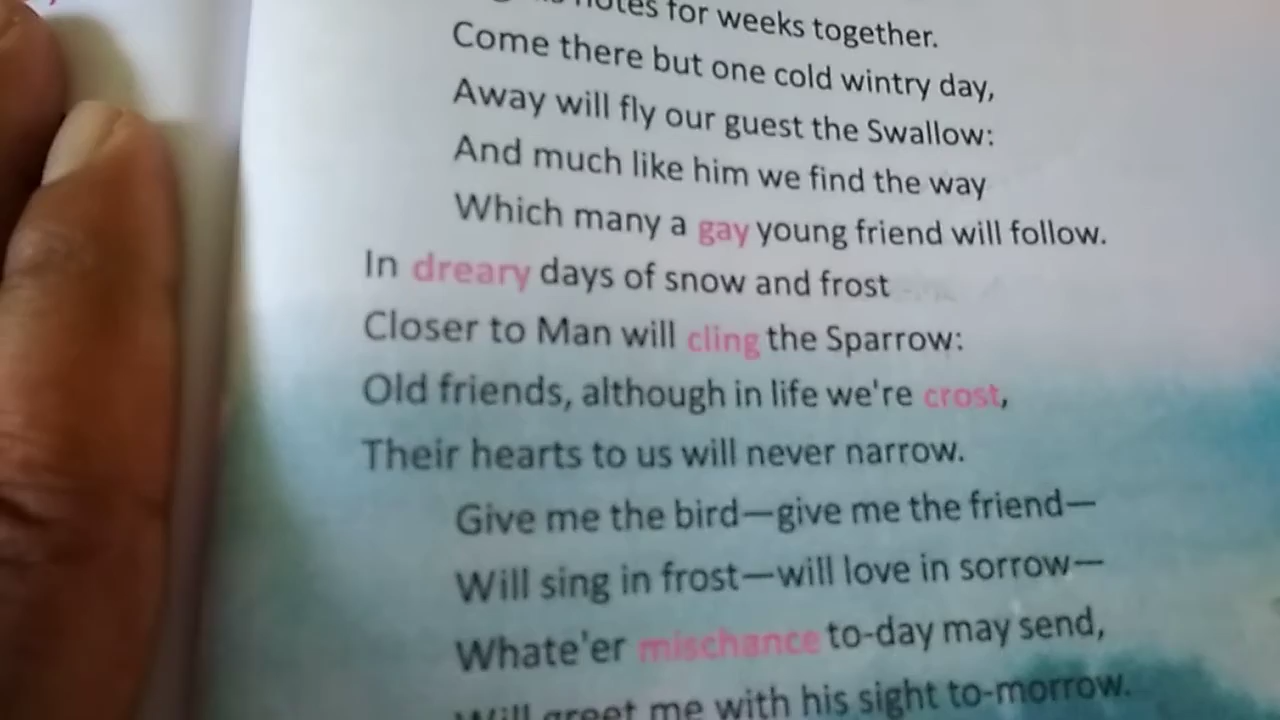 notes for weeks together.
Come there but one cold wintry day,
Away will fly our guest the Swallow:
And much like him we find the way
Which many a gay young friend will follow.
In dreary days of snow and frost
Closer to Man will cling the Sparrow:
Old friends, although in life we're crost,
Their hearts to us will never narrow.
Give me the bird—give me the friend—
Will sing in frost—will love in sorrow—
Whate'er mischance to-day may send,
Will greet me with his sight to-morrow.